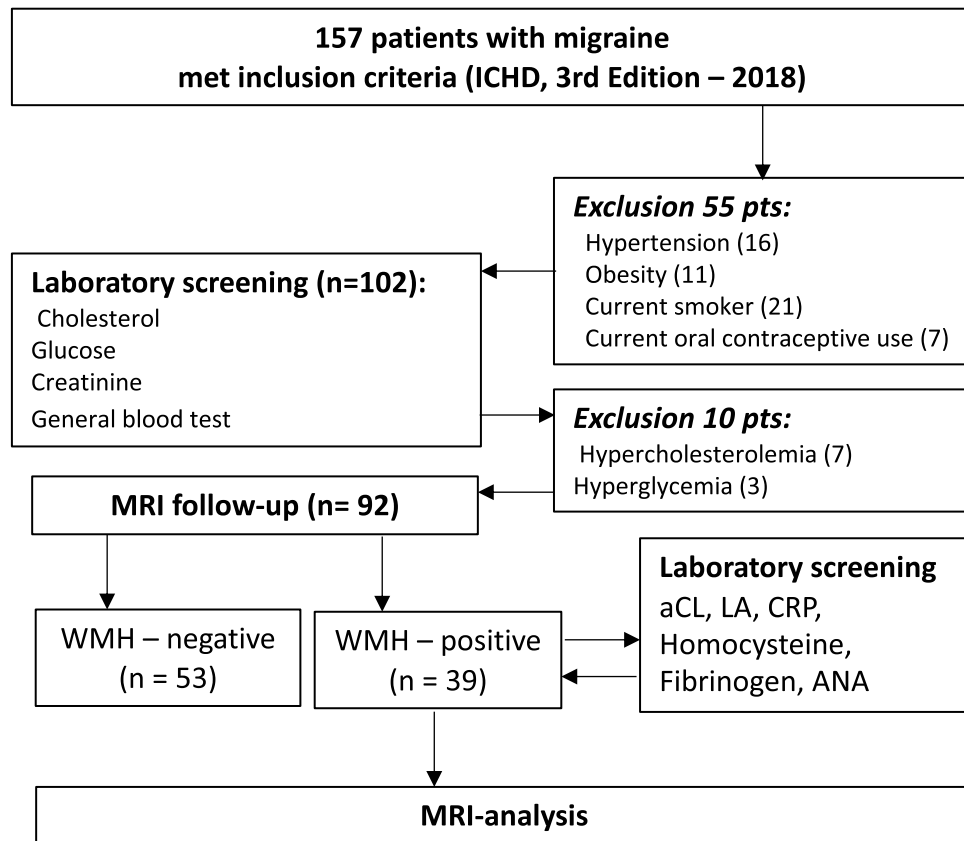 157 patients with migraine
met inclusion criteria (ICHD, 3rd Edition – 2018)
Exclusion 55 pts:
Hypertension (16)
Obesity (11)
Current smoker (21)
Current oral contraceptive use (7)
Laboratory screening (n=102):
Cholesterol
Glucose
Creatinine
General blood test
Exclusion 10 pts:
Hypercholesterolemia (7)
Hyperglycemia (3)
MRI follow-up (n= 92)
WMH – negative
(n = 53)
WMH – positive
(n = 39)
Laboratory screening
aCL, LA, CRP,
Homocysteine,
Fibrinogen, ANA
MRI-analysis